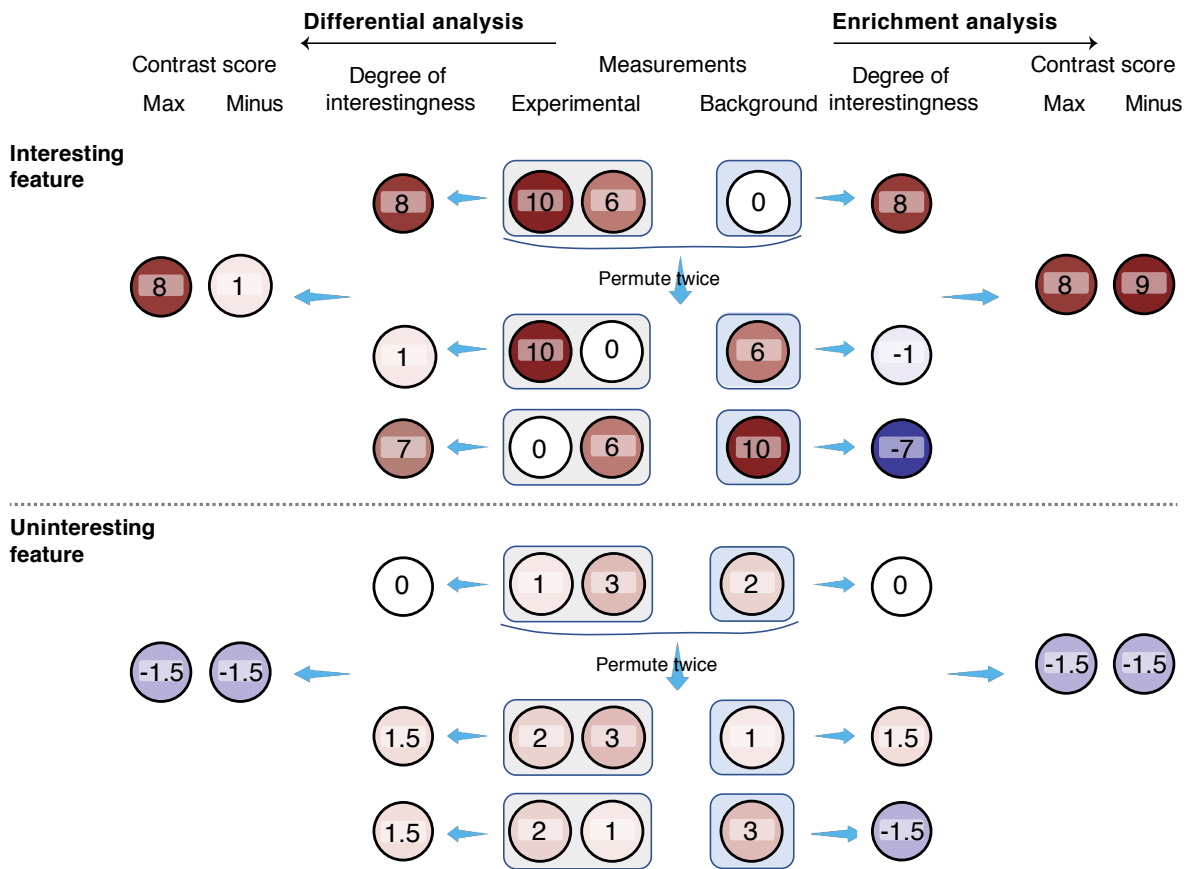 Differential analysis
Enrichment analysis
Contrast score
Degree of interestingness
Measurements
Degree of interestingness
Contrast score
Max Minus
Experimental Background
Max Minus
Interesting feature
8 10 6 0 8
Permute twice
8 1 8 9
1 10 0 6 -1
7 0 6 10 -7
Uninteresting feature
0 1 3 2 0
Permute twice
-1.5 -1.5 -1.5 -1.5
1.5 2 3 1 1.5
1.5 2 1 3 -1.5